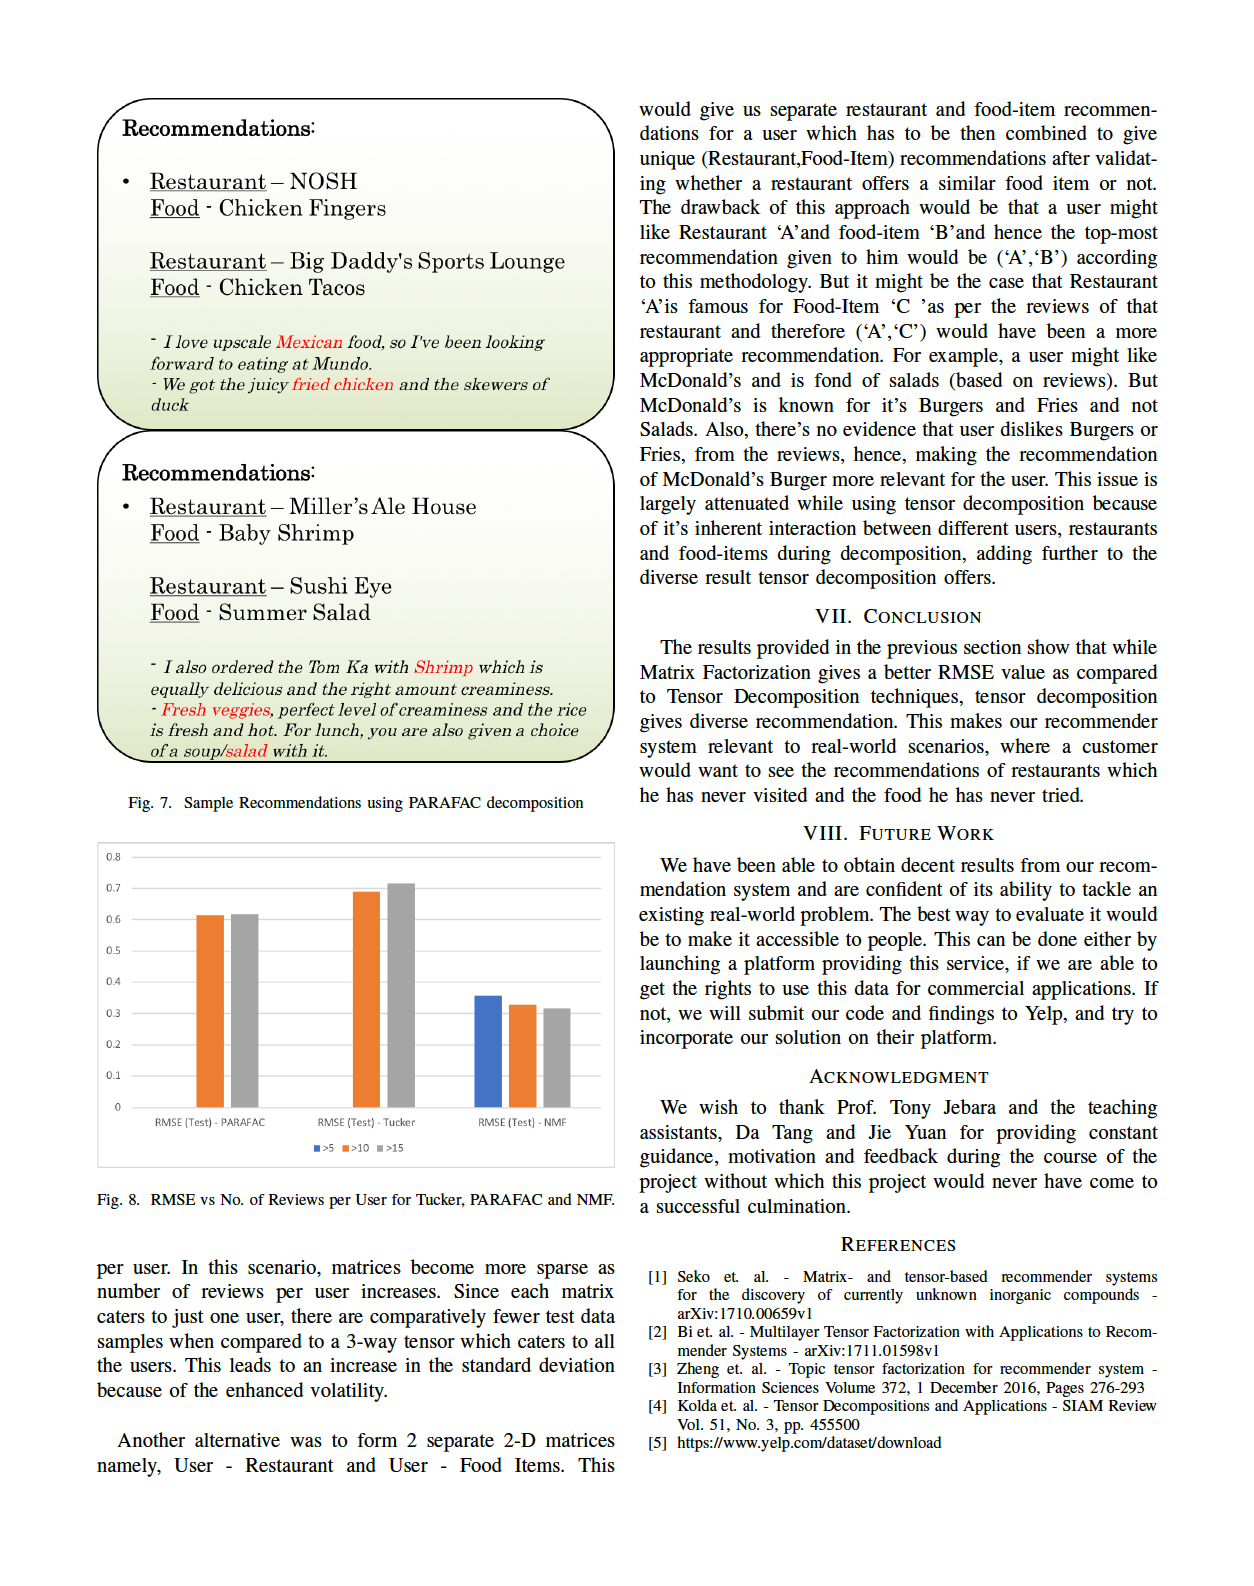 Recommendations:
• Restaurant – NOSH
Food - Chicken Fingers
Restaurant – Big Daddy's Sports Lounge
Food - Chicken Tacos
- I love upscale Mexican food, so I've been looking
forward to eating at Mundo.
- We got the juicy fried chicken and the skewers of
duck
Recommendations:
• Restaurant – Miller’s Ale House
Food - Baby Shrimp
Restaurant – Sushi Eye
Food - Summer Salad
- I also ordered the Tom Ka with Shrimp which is
equally delicious and the right amount creaminess.
- Fresh veggies, perfect level of creaminess and the rice
is fresh and hot. For lunch, you are also given a choice
of a soup/salad with it.
Fig. 7. Sample Recommendations using PARAFAC decomposition
0.8
0.7
0.6
0.5
0.4
0.3
0.2
0.1
0
RMSE (Test) - PARAFAC RMSE (Test) - Tucker RMSE (Test) - NMF
>5 >10 >15
Fig. 8. RMSE vs No. of Reviews per User for Tucker, PARAFAC and NMF.
per user. In this scenario, matrices become more sparse as
number of reviews per user increases. Since each matrix
caters to just one user, there are comparatively fewer test data
samples when compared to a 3-way tensor which caters to all
the users. This leads to an increase in the standard deviation
because of the enhanced volatility.
Another alternative was to form 2 separate 2-D matrices
namely, User - Restaurant and User - Food Items. This
would give us separate restaurant and food-item recommen-
dations for a user which has to be then combined to give
unique (Restaurant,Food-Item) recommendations after validat-
ing whether a restaurant offers a similar food item or not.
The drawback of this approach would be that a user might
like Restaurant ‘A’and food-item ‘B’and hence the top-most
recommendation given to him would be (‘A’,‘B’) according
to this methodology. But it might be the case that Restaurant
‘A’is famous for Food-Item ‘C ’as per the reviews of that
restaurant and therefore (‘A’,‘C’) would have been a more
appropriate recommendation. For example, a user might like
McDonald’s and is fond of salads (based on reviews). But
McDonald’s is known for it’s Burgers and Fries and not
Salads. Also, there’s no evidence that user dislikes Burgers or
Fries, from the reviews, hence, making the recommendation
of McDonald’s Burger more relevant for the user. This issue is
largely attenuated while using tensor decomposition because
of it’s inherent interaction between different users, restaurants
and food-items during decomposition, adding further to the
diverse result tensor decomposition offers.
VII. CONCLUSION
The results provided in the previous section show that while
Matrix Factorization gives a better RMSE value as compared
to Tensor Decomposition techniques, tensor decomposition
gives diverse recommendation. This makes our recommender
system relevant to real-world scenarios, where a customer
would want to see the recommendations of restaurants which
he has never visited and the food he has never tried.
VIII. FUTURE WORK
We have been able to obtain decent results from our recom-
mendation system and are confident of its ability to tackle an
existing real-world problem. The best way to evaluate it would
be to make it accessible to people. This can be done either by
launching a platform providing this service, if we are able to
get the rights to use this data for commercial applications. If
not, we will submit our code and findings to Yelp, and try to
incorporate our solution on their platform.
ACKNOWLEDGMENT
We wish to thank Prof. Tony Jebara and the teaching
assistants, Da Tang and Jie Yuan for providing constant
guidance, motivation and feedback during the course of the
project without which this project would never have come to
a successful culmination.
REFERENCES
[1] Seko et. al. - Matrix- and tensor-based recommender systems
for the discovery of currently unknown inorganic compounds -
arXiv:1710.00659v1
[2] Bi et. al. - Multilayer Tensor Factorization with Applications to Recom-
mender Systems - arXiv:1711.01598v1
[3] Zheng et. al. - Topic tensor factorization for recommender system -
Information Sciences Volume 372, 1 December 2016, Pages 276-293
[4] Kolda et. al. - Tensor Decompositions and Applications - SIAM Review
Vol. 51, No. 3, pp. 455500
[5] https://www.yelp.com/dataset/download